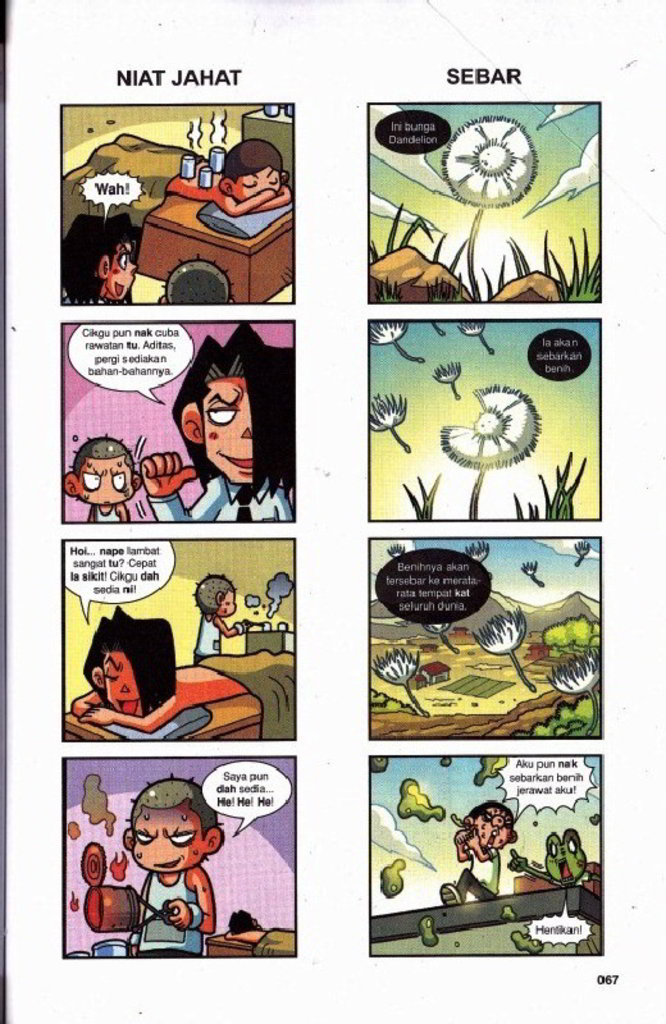 NIAT JAHAT
'Wah!
Cikgu pun nak cuba
rawatan tu. Aditas,
pergi sediakan
bahan-bahannya.
Hoi... nape lambat
sangat tu? Cepat
la sikit! Cikgu dah
sedia ni!
Saya pun
dah sedia...
He! He! He!
SEBAR
Ini bunga
Dandelion
Ia akan
sebarkan
benih.
Benihnya akan
tersebar ke merata-
rata tempat kat
seluruh dunia.
Aku pun nak
sebarkan benih
jerawat aku!
Hentikan!
067